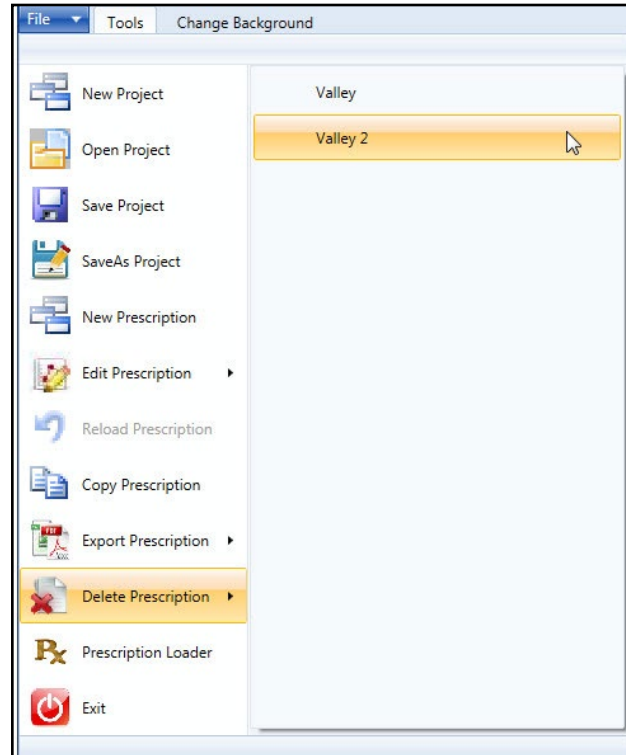 File
Tools
Change Background
New Project
Open Project
Save Project
SaveAs Project
New Prescription
Edit Prescription
Reload Prescription
Copy Prescription
Export Prescription
Delete Prescription
Prescription Loader
Exit
Valley
Valley 2